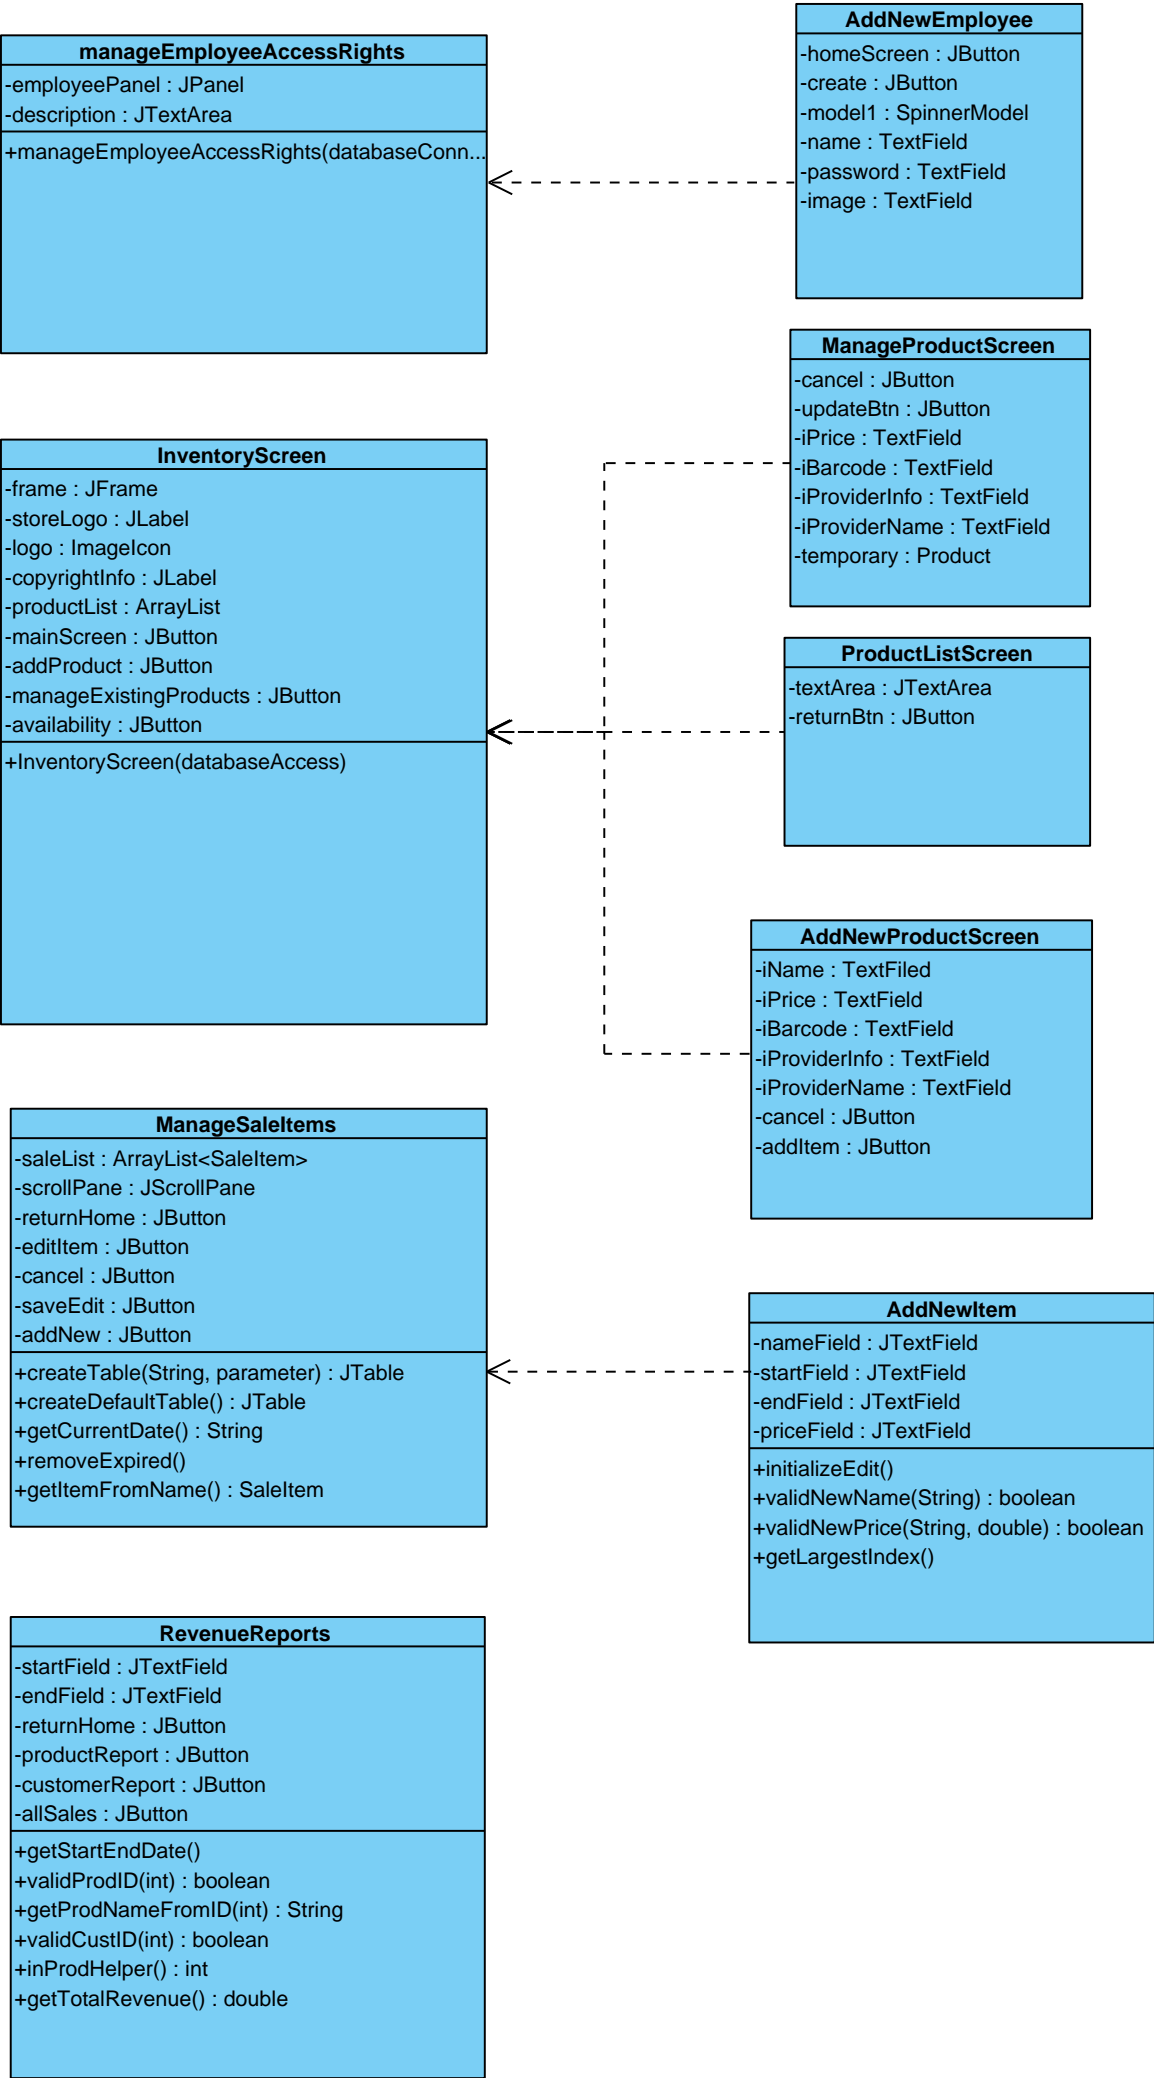 manageEmployeeAccessRights
-employeePanel : JPanel
-description : JTextArea
+manageEmployeeAccessRights(databaseConn...
AddNewEmployee
-homeScreen : JButton
-create : JButton
-model1 : SpinnerModel
-name : TextField
-password : TextField
-image : TextField
ManageProductScreen
-cancel : JButton
-updateBtn : JButton
-iPrice : TextField
-iBarcode : TextField
-iProviderInfo : TextField
-iProviderName : TextField
-temporary : Product
InventoryScreen
-frame : JFrame
-storeLogo : JLabel
-logo : ImageIcon
-copyrightInfo : JLabel
-productList : ArrayList
-mainScreen : JButton
-addProduct : JButton
-manageExistingProducts : JButton
-availability : JButton
+InventoryScreen(databaseAccess)
ProductListScreen
-textArea : JTextArea
-returnBtn : JButton
AddNewProductScreen
-iName : TextFiled
-iPrice : TextField
-iBarcode : TextField
-iProviderInfo : TextField
-iProviderName : TextField
-cancel : JButton
-addItem : JButton
ManageSaleItems
-saleList : ArrayList<SaleItem>
-scrollPane : JScrollPane
-returnHome : JButton
-editItem : JButton
-cancel : JButton
-saveEdit : JButton
-addNew : JButton
+createTable(String, parameter) : JTable
+createDefaultTable() : JTable
+getCurrentDate() : String
+removeExpired()
+getItemFromName() : SaleItem
AddNewItem
-nameField : JTextField
-startField : JTextField
-endField : JTextField
-priceField : JTextField
+initializeEdit()
+validNewName(String) : boolean
+validNewPrice(String, double) : boolean
+getLargestIndex()
RevenueReports
-startField : JTextField
-endField : JTextField
-returnHome : JButton
-productReport : JButton
-customerReport : JButton
-allSales : JButton
+getStartEndDate()
+validProdID(int) : boolean
+getProdNameFromID(int) : String
+validCustID(int) : boolean
+inProdHelper() : int
+getTotalRevenue() : double